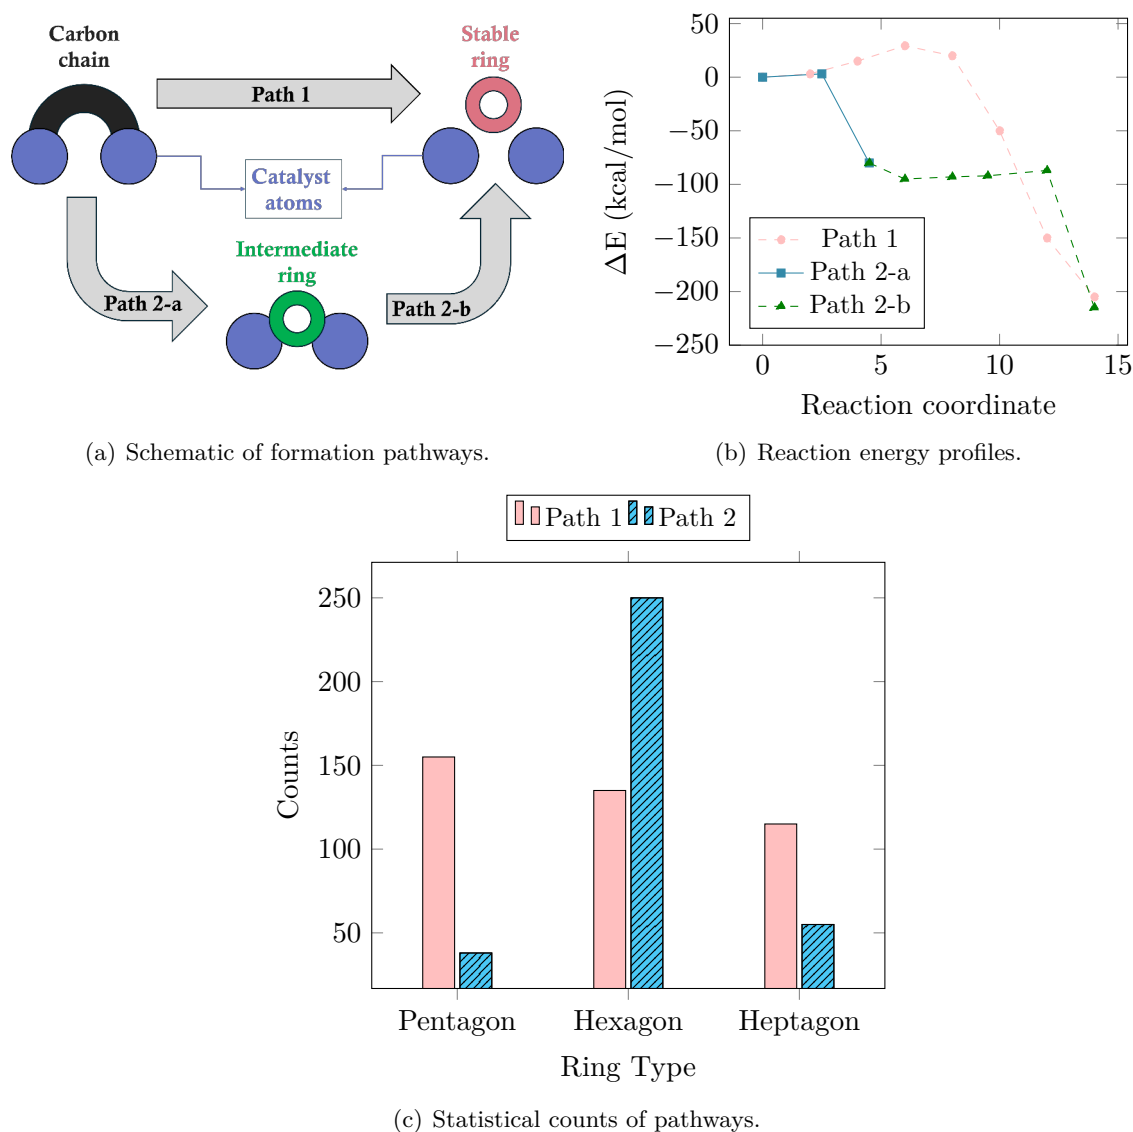 Carbon
chain
Stable
ring
Path 1
Catalyst
atoms
Intermediate
ring
Path 2-a
Path 2-b
(a) Schematic of formation pathways.
50
0
−50
−100
−150
−200
−250
ΔE (kcal/mol)
Path 1
Path 2-a
Path 2-b
0 5 10 15
Reaction coordinate
(b) Reaction energy profiles.
Path 1 Path 2
250
200
150
100
50
Counts
Pentagon Hexagon Heptagon
Ring Type
(c) Statistical counts of pathways.